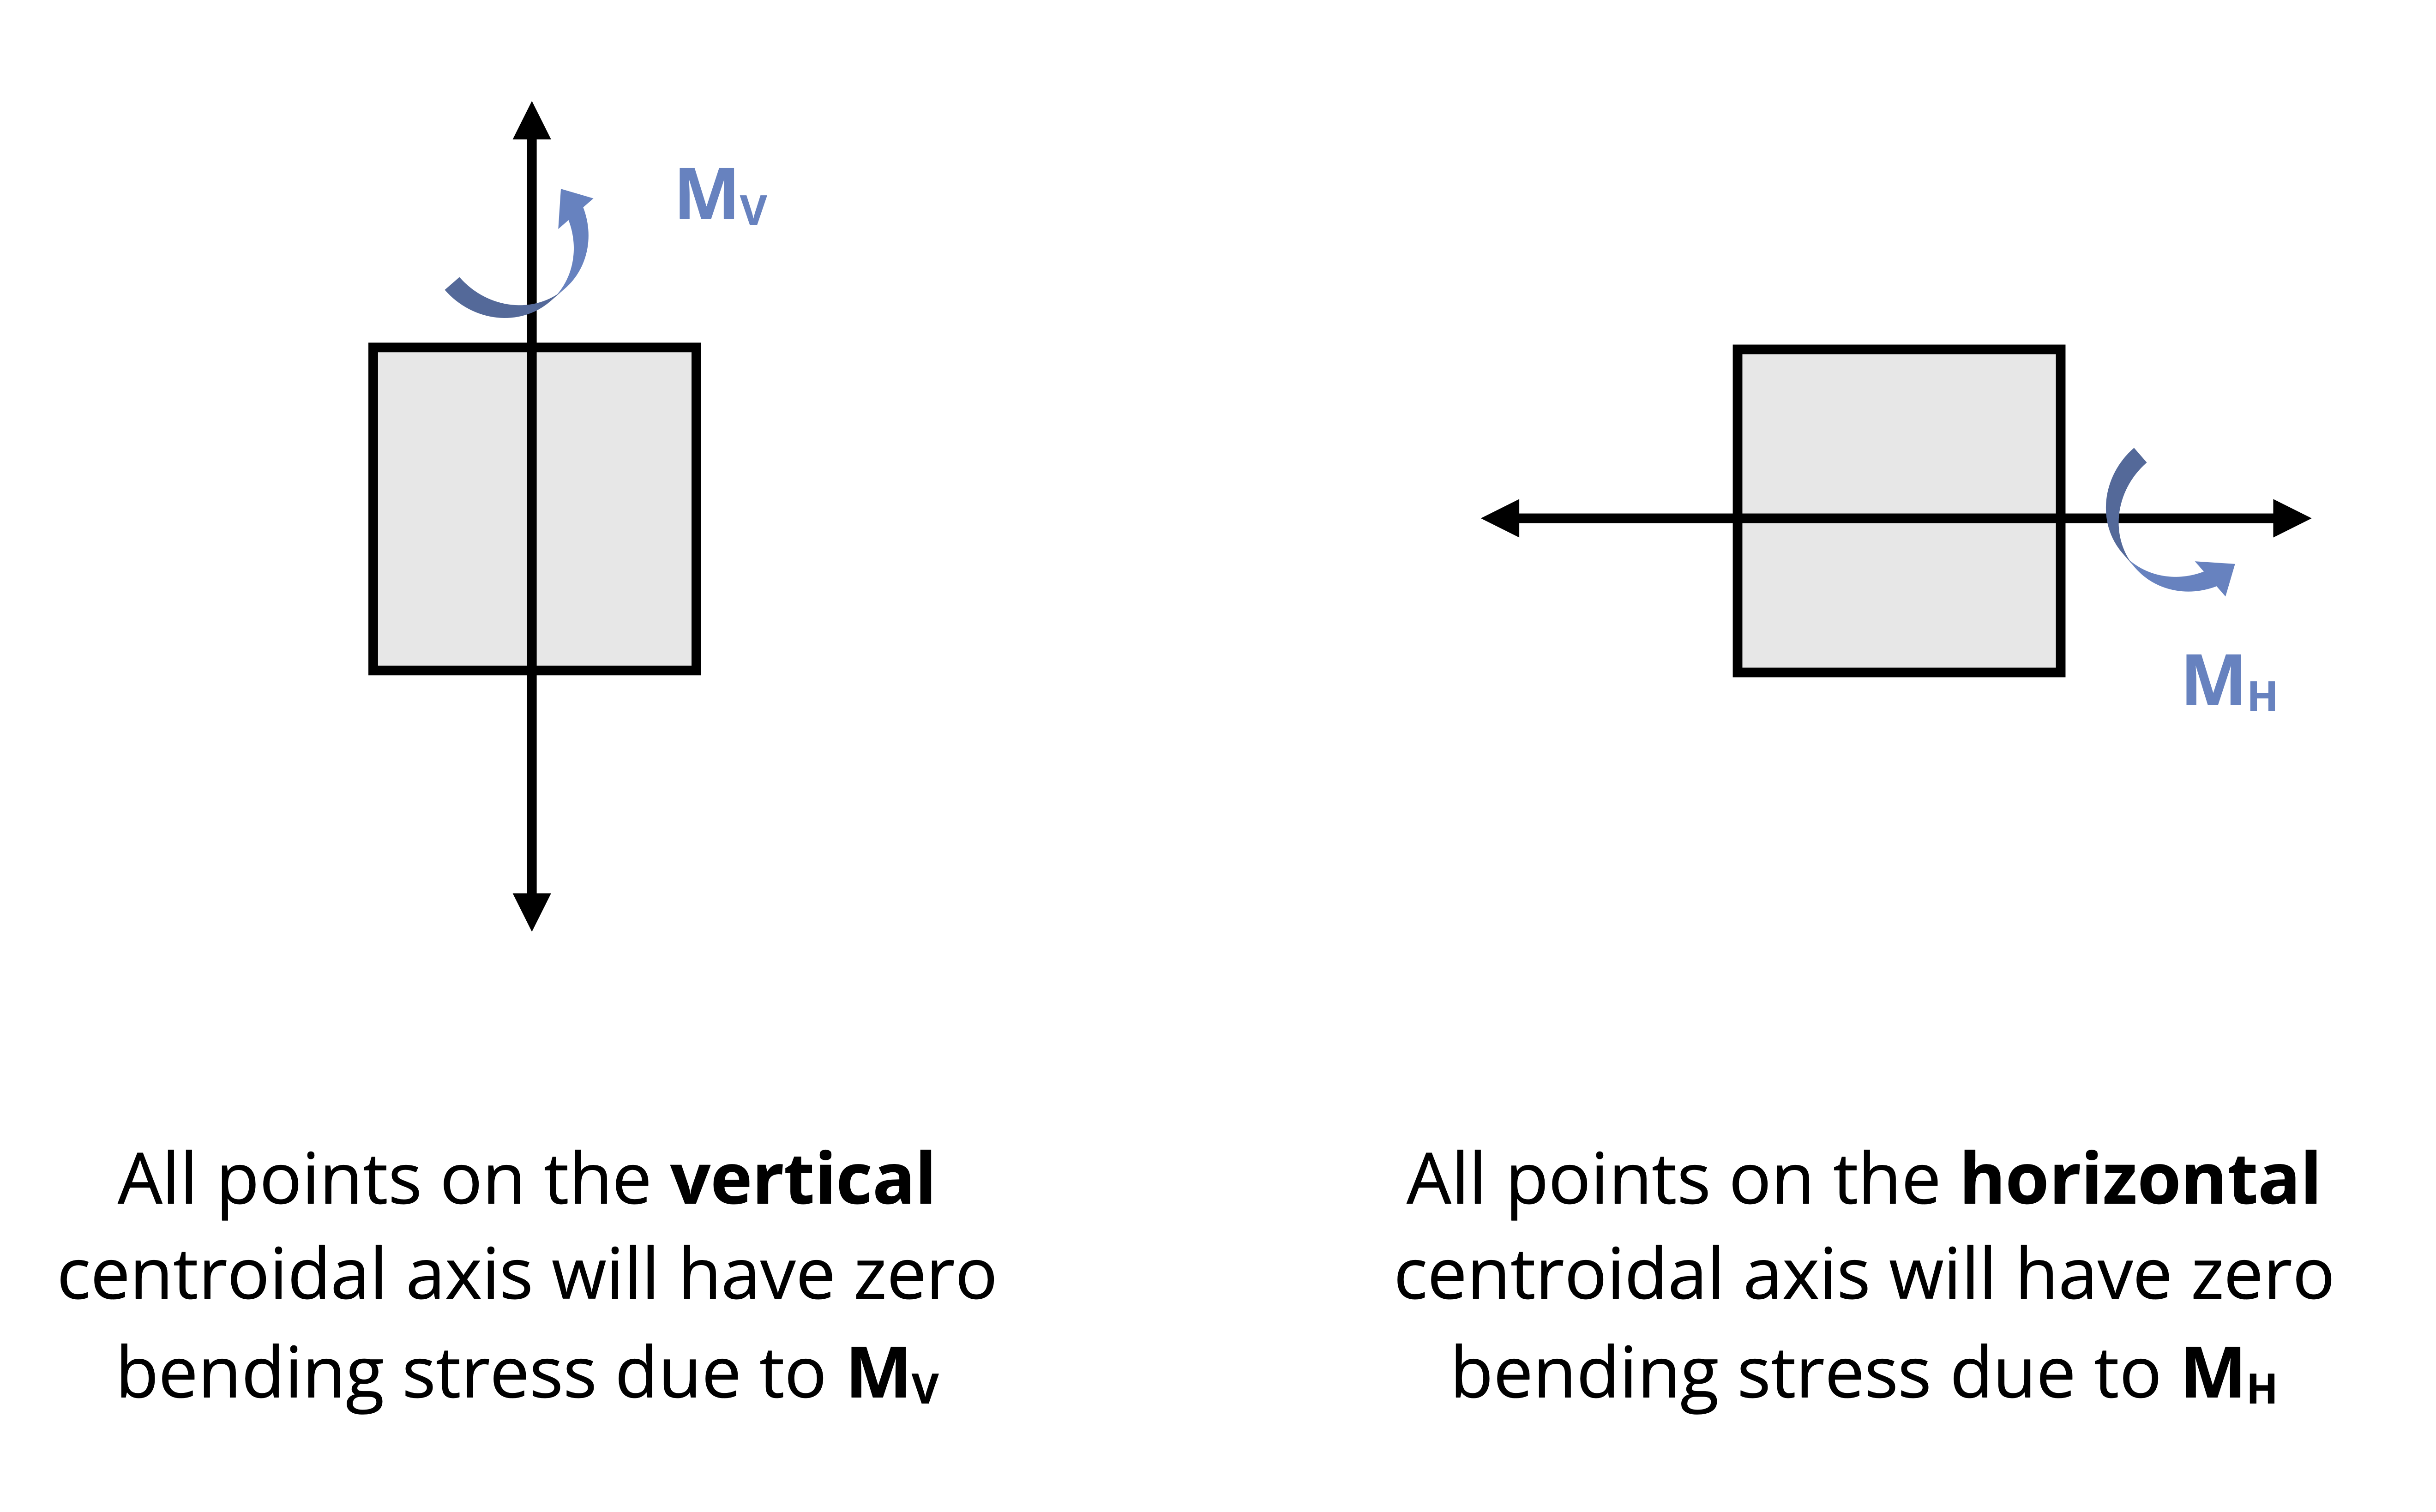 MV
MH
All points on the vertical
centroidal axis will have zero
bending stress due to MV
All points on the horizontal
centroidal axis will have zero
bending stress due to MH